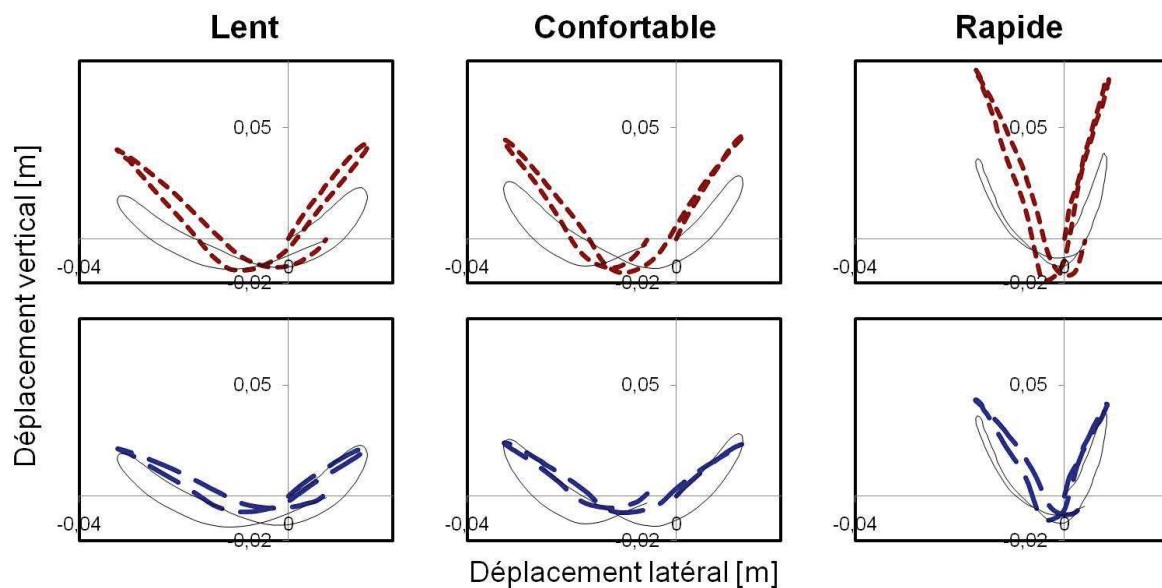 Lent Confortable Rapide
0,05 0,05 0,05
-0,04 0 -0,04 0 -0,04 0
-0,02 -0,02 -0,02
Déplacement vertical [m]
0,05 0,05 0,05
-0,04 0 -0,04 0 -0,04 0
-0,02 -0,02 -0,02
Déplacement latéral [m]